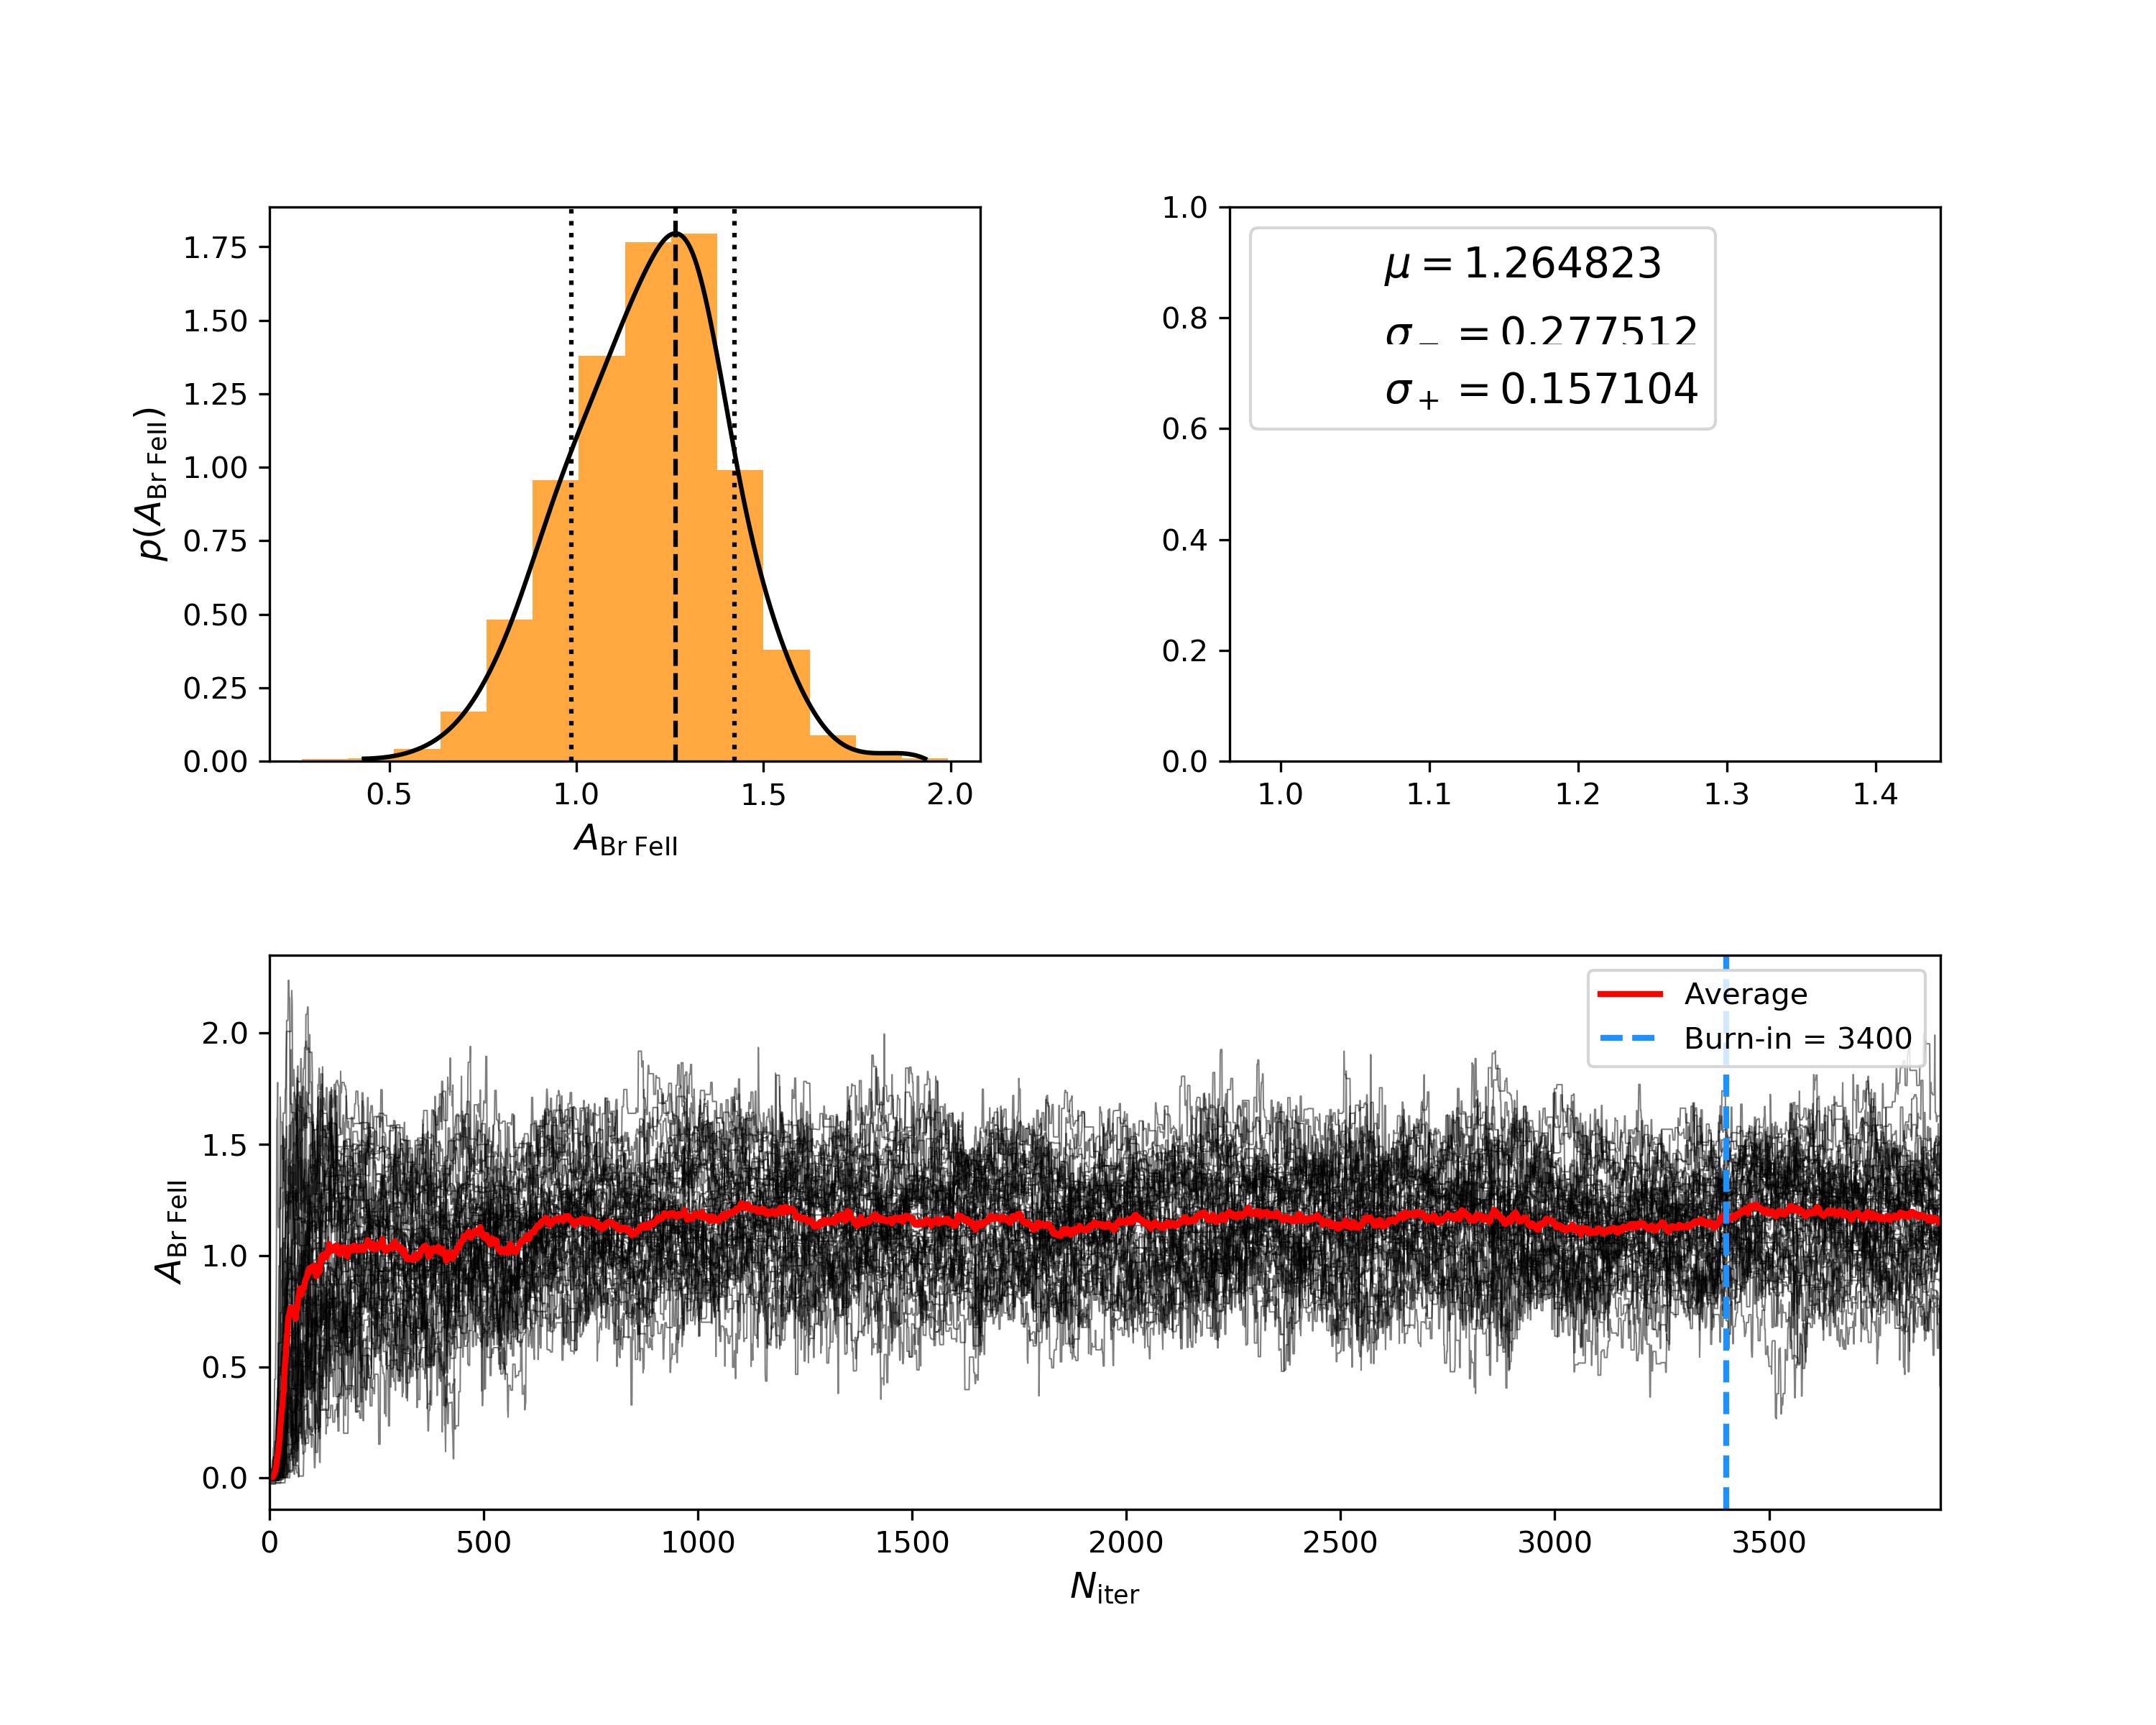 1.75
1.50
1.25
1.00
0.75
0.50
0.25
0.00
p(A_Br FeII)
0.5 1.0 1.5 2.0
A_Br FeII
1.0
0.8
0.6
0.4
0.2
0.0
μ = 1.264823
σ_− = 0.277512
σ_+ = 0.157104
1.0 1.1 1.2 1.3 1.4
2.0
1.5
1.0
0.5
0.0
A_Br FeII
Average
Burn-in = 3400
0 500 1000 1500 2000 2500 3000 3500
N_iter